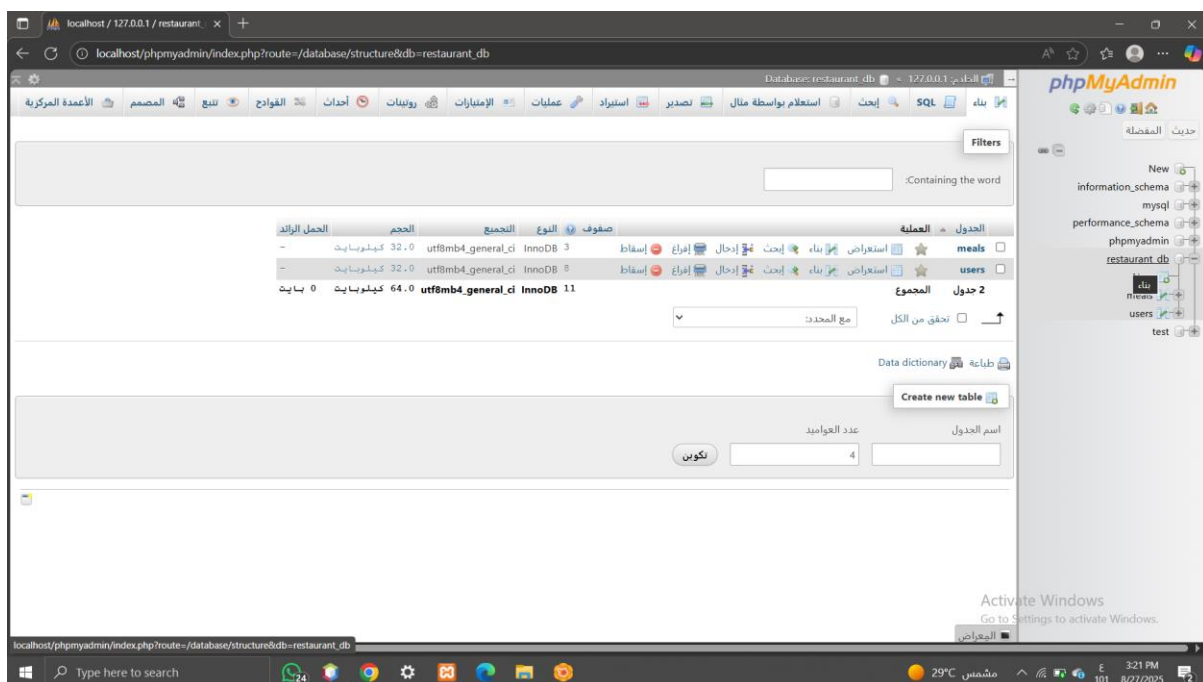 localhost / 127.0.0.1 / restaurant_
localhost/phpmyadmin/index.php?route=/database/structure&db=restaurant_db
الخادم: 127.0.0.1 » Database: restaurant_db
بناء SQL إبحث استعلام بواسطة مثال تصدير استيراد عمليات الإمتيازات روتينات أحداث القوادح تتبع المصمم الأعمدة المركزية
Filters
Containing the word:
الجدول العملية صفوف النوع التجميع الحجم الحمل الزائد
meals استعراض بناء إبحث إدخال إفراغ إسقاط 3 InnoDB utf8mb4_general_ci 32.0 كيلوبايت -
users استعراض بناء إبحث إدخال إفراغ إسقاط 8 InnoDB utf8mb4_general_ci 32.0 كيلوبايت -
2 جدول المجموع 11 InnoDB utf8mb4_general_ci 64.0 كيلوبايت 0 بايت
تحقق من الكل مع المحدد:
طباعة Data dictionary
Create new table
اسم الجدول عدد العواميد
4 تكوين
phpMyAdmin
حديث المفضلة
New
information_schema
mysql
performance_schema
phpmyadmin
restaurant_db
بناء
meals
users
test
Activate Windows
Go to Settings to activate Windows.
المعراض
localhost/phpmyadmin/index.php?route=/database/structure&db=restaurant_db
Type here to search
24
29°C مشمس
ع
101
3:21 PM
8/27/2025
2